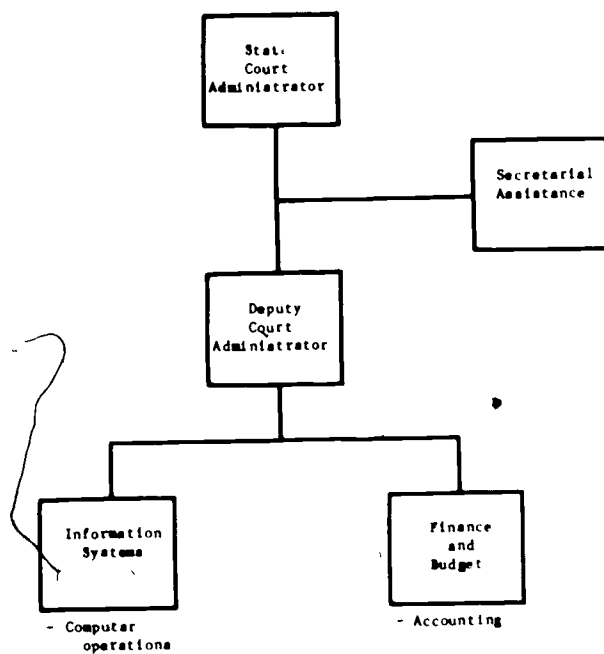 State
Court
Administrator
Secretarial
Assistance
Deputy
Court
Administrator
Information
Systems
Finance
and
Budget
- Computer
operations
- Accounting